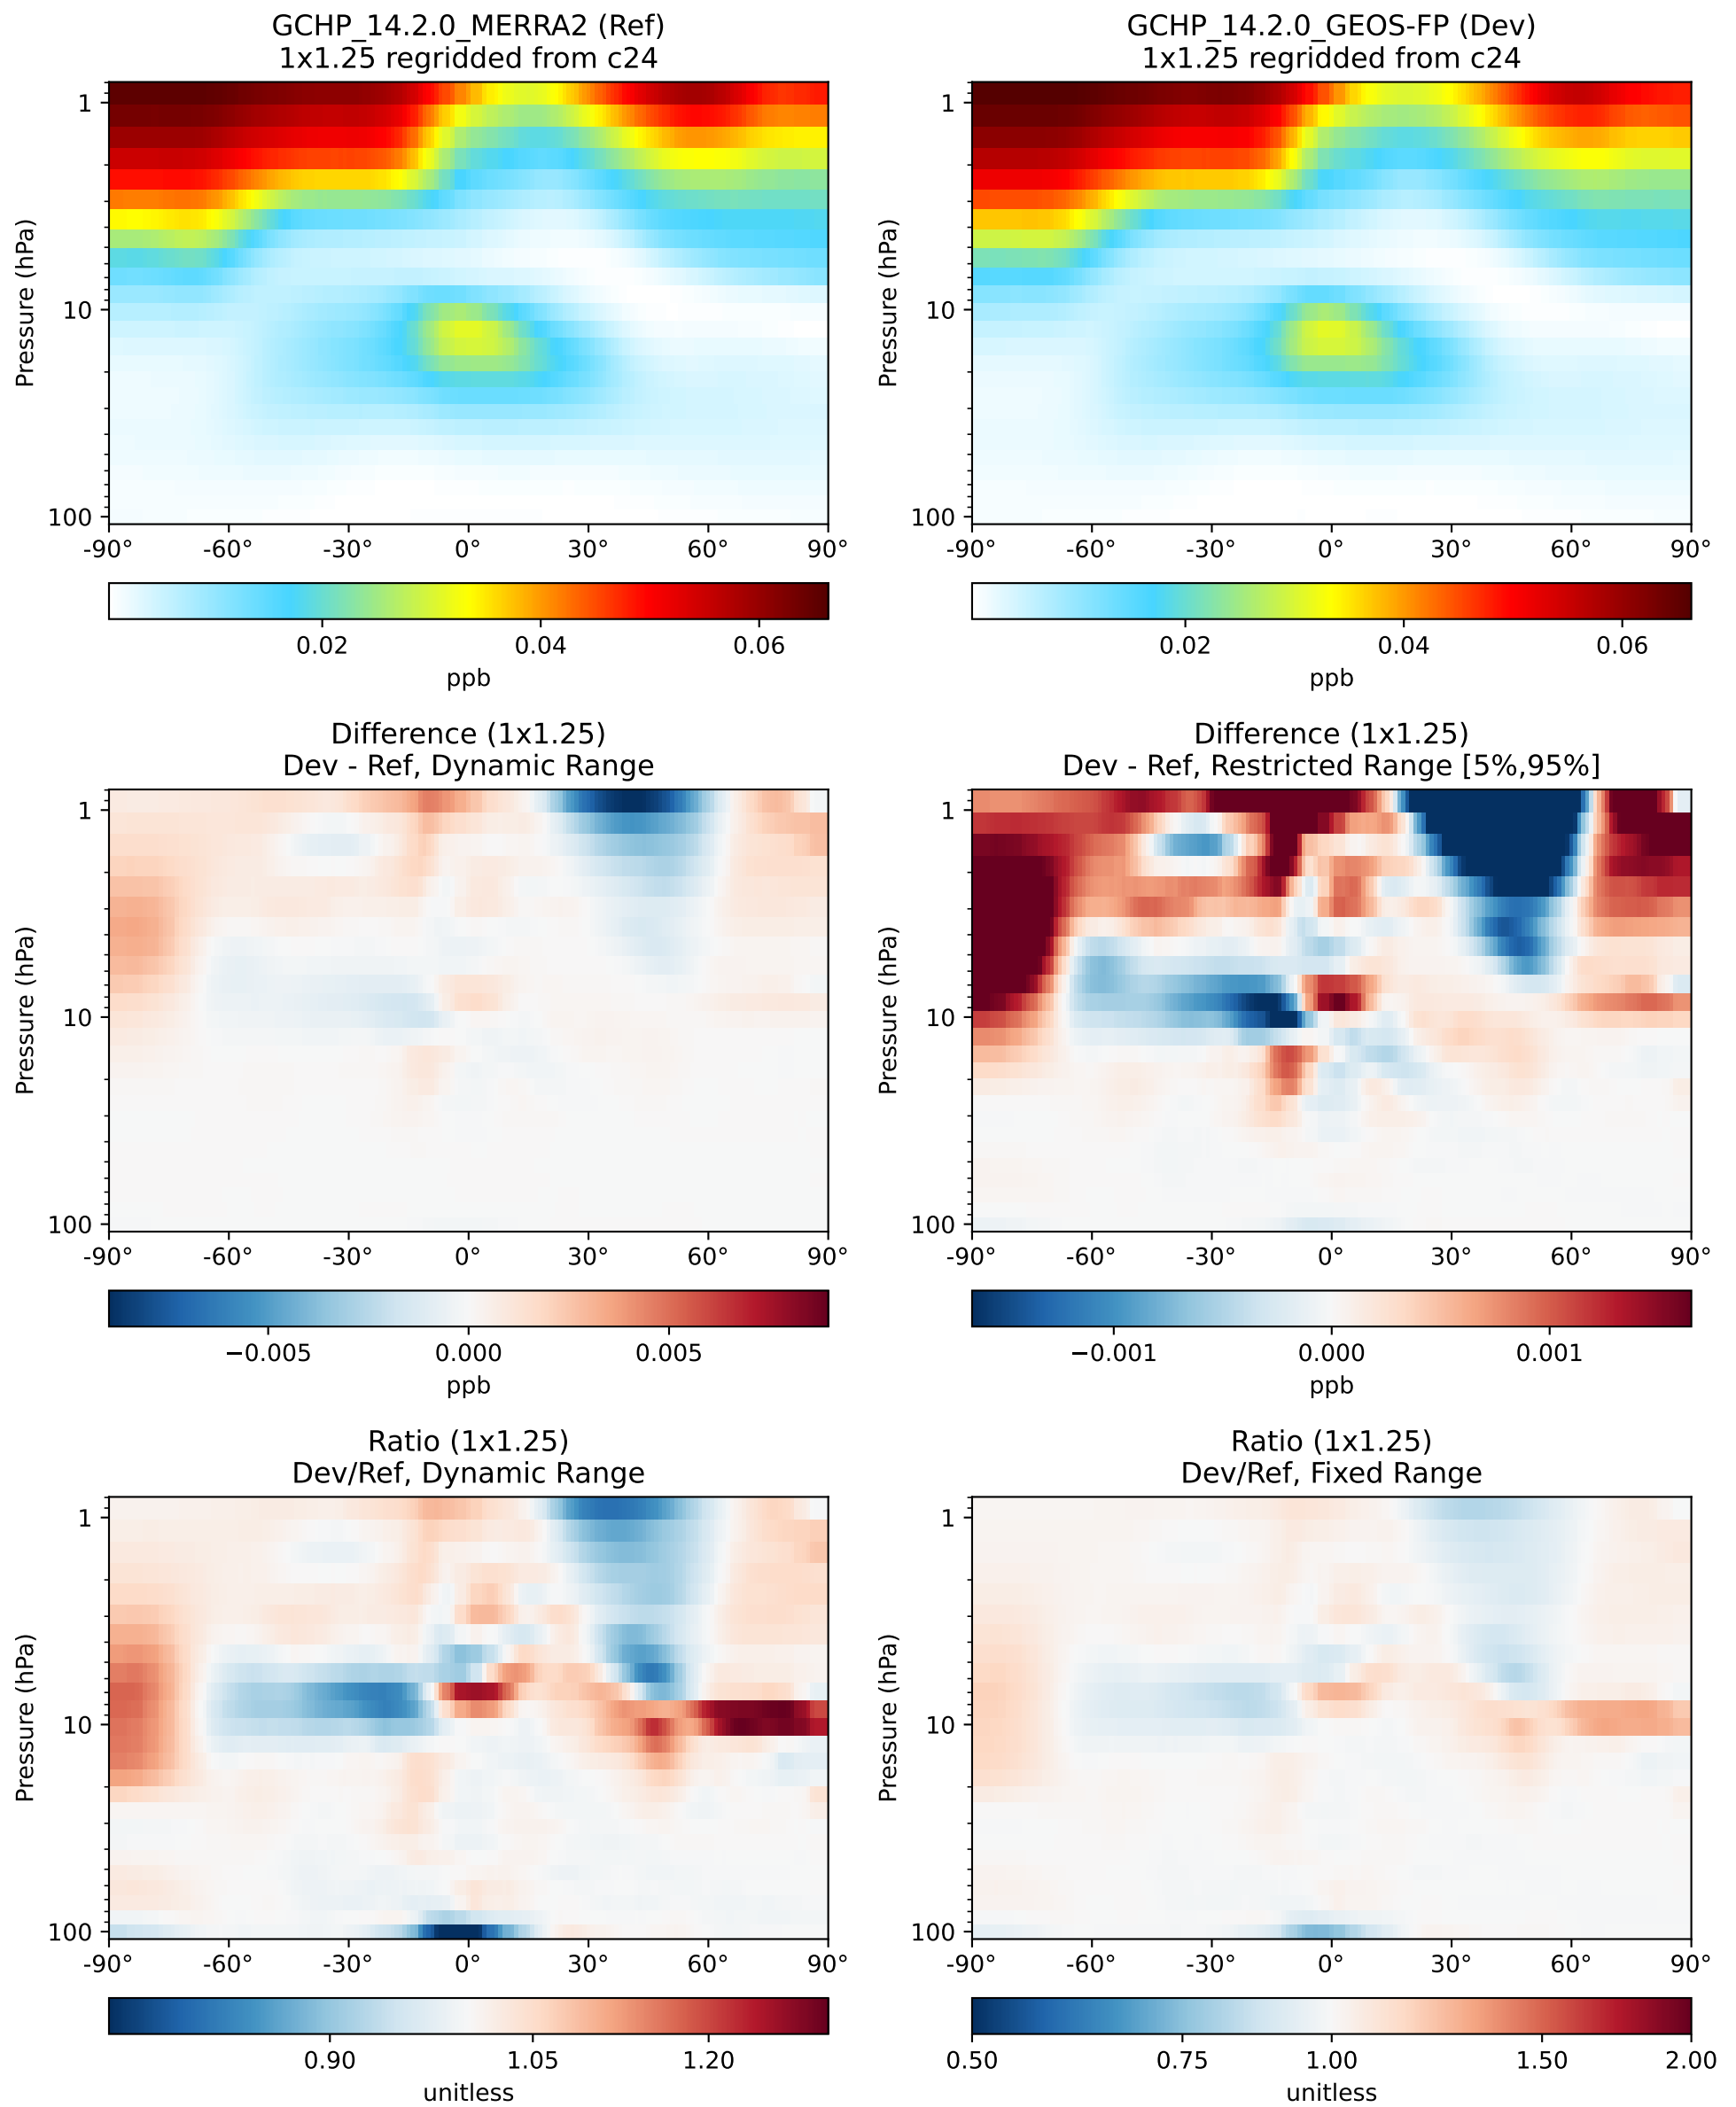 GCHP_14.2.0_MERRA2 (Ref)
1x1.25 regridded from c24
Pressure (hPa)
1
10
100
-90° -60° -30° 0° 30° 60° 90°
0.02 0.04 0.06
ppb
GCHP_14.2.0_GEOS-FP (Dev)
1x1.25 regridded from c24
Pressure (hPa)
1
10
100
-90° -60° -30° 0° 30° 60° 90°
0.02 0.04 0.06
ppb
Difference (1x1.25)
Dev - Ref, Dynamic Range
Pressure (hPa)
1
10
100
-90° -60° -30° 0° 30° 60° 90°
−0.005 0.000 0.005
ppb
Difference (1x1.25)
Dev - Ref, Restricted Range [5%,95%]
Pressure (hPa)
1
10
100
-90° -60° -30° 0° 30° 60° 90°
−0.001 0.000 0.001
ppb
Ratio (1x1.25)
Dev/Ref, Dynamic Range
Pressure (hPa)
1
10
100
-90° -60° -30° 0° 30° 60° 90°
0.90 1.05 1.20
unitless
Ratio (1x1.25)
Dev/Ref, Fixed Range
Pressure (hPa)
1
10
100
-90° -60° -30° 0° 30° 60° 90°
0.50 0.75 1.00 1.50 2.00
unitless